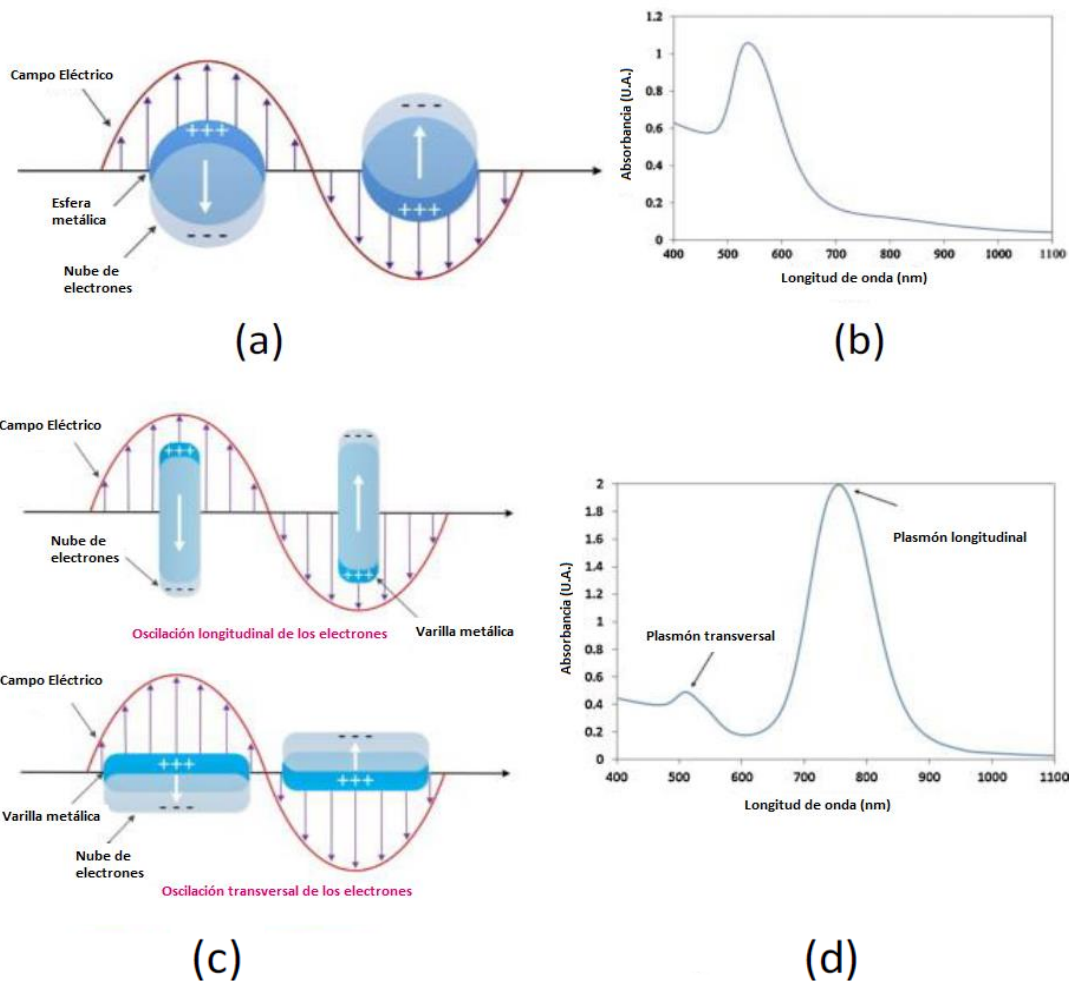 Campo Eléctrico
+++
- - -
Esfera
metálica
Nube de
electrones
- - -
+++
(a)
1.2
1
0.8
0.6
0.4
0.2
0
Absorbancia (U.A.)
400 500 600 700 800 900 1000 1100
Longitud de onda (nm)
(b)
Campo Eléctrico
+++
- - -
Nube de
electrones
- - -
+++
Oscilación longitudinal de los electrones
Varilla metálica
Campo Eléctrico
+++
- - -
- - -
+++
Varilla metálica
Nube de
electrones
Oscilación transversal de los electrones
(c)
2
1.8
1.6
1.4
1.2
1
0.8
0.6
0.4
0.2
0
Absorbancia (U.A.)
Plasmón longitudinal
Plasmón transversal
400 500 600 700 800 900 1000 1100
Longitud de onda (nm)
(d)